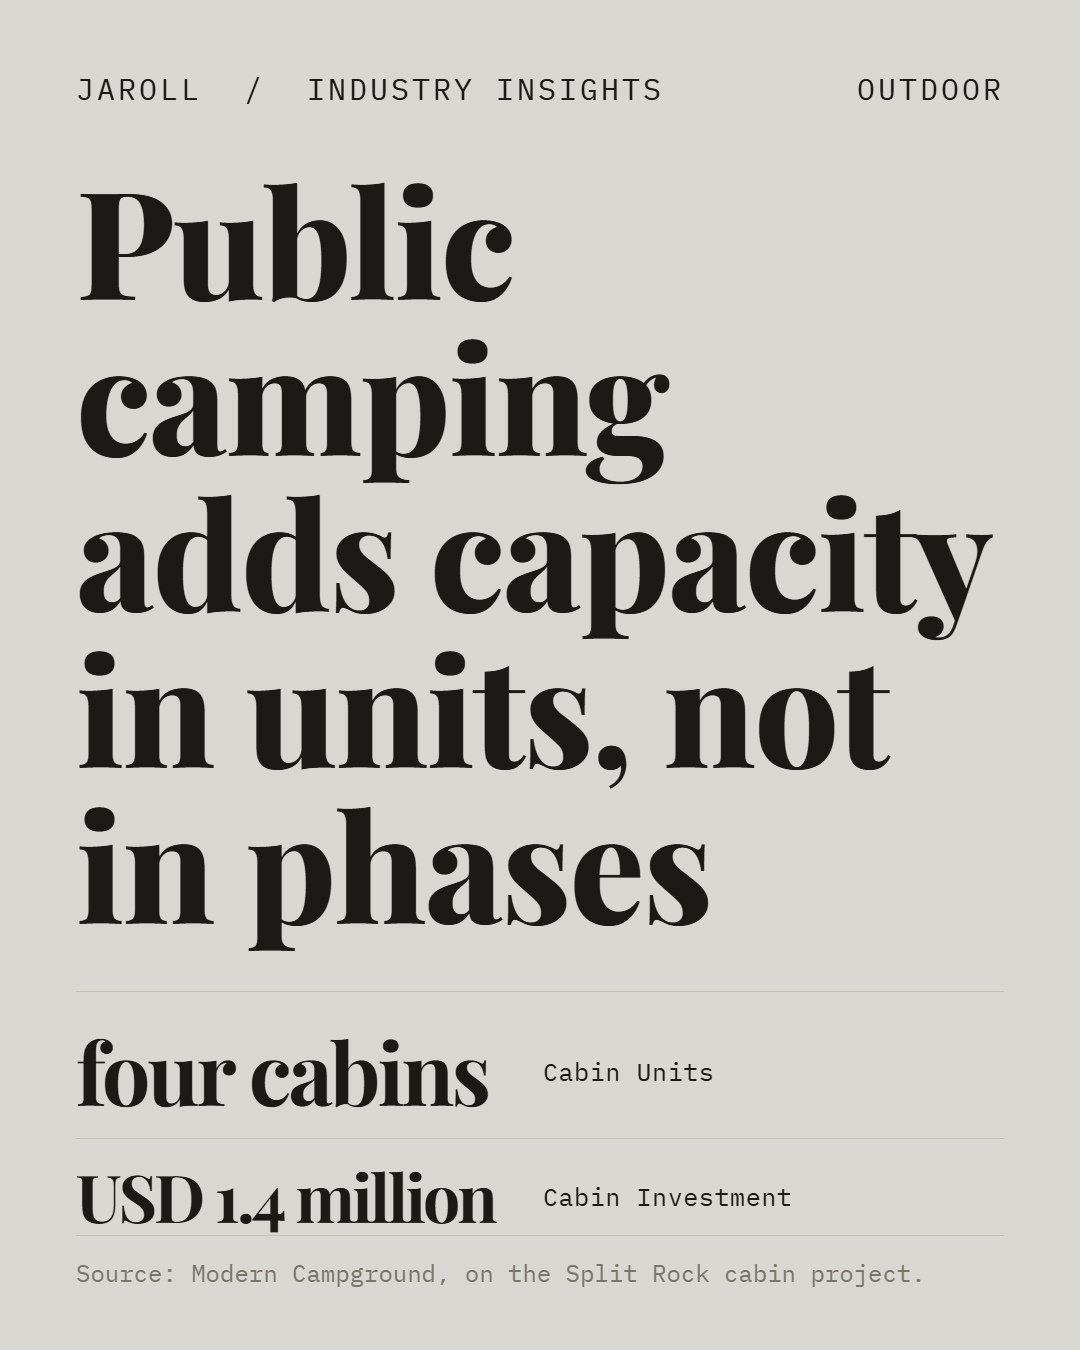 JAROLL / INDUSTRY INSIGHTS OUTDOOR
Public
camping
adds capacity
in units, not
in phases
four cabins Cabin Units
USD 1.4 million Cabin Investment
Source: Modern Campground, on the Split Rock cabin project.